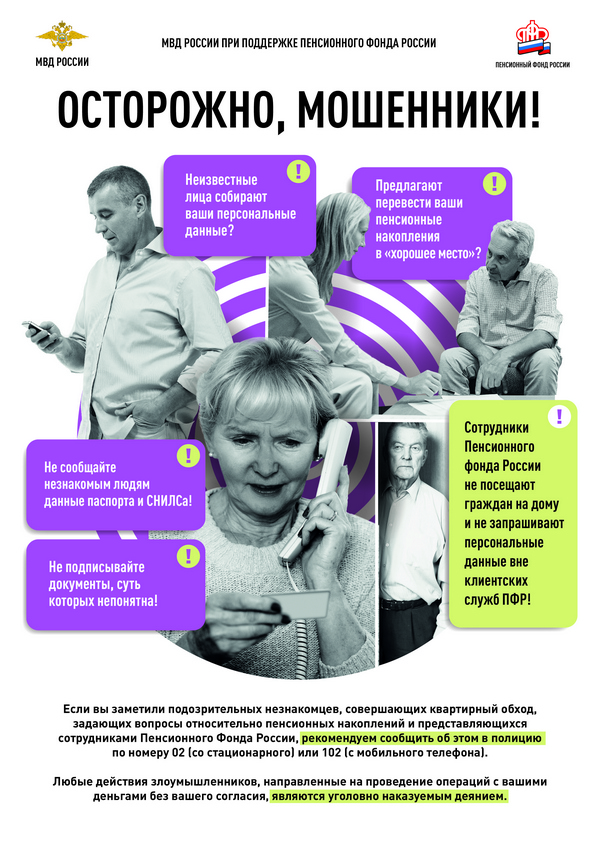 МВД РОССИИ
МВД РОССИИ ПРИ ПОДДЕРЖКЕ ПЕНСИОННОГО ФОНДА РОССИИ
ПЕНСИОННЫЙ ФОНД РОССИИ
ОСТОРОЖНО, МОШЕННИКИ!
Неизвестные
лица собирают
ваши персональные
данные?
!
Предлагают
перевести ваши
пенсионные
накопления
в «хорошее место»?
!
Не сообщайте
незнакомым людям
данные паспорта и СНИЛСа!
!
Не подписывайте
документы, суть
которых непонятна!
!
Сотрудники
Пенсионного
фонда России
не посещают
граждан на дому
и не запрашивают
персональные
данные вне
клиентских
служб ПФР!
!
Если вы заметили подозрительных незнакомцев, совершающих квартирный обход,
задающих вопросы относительно пенсионных накоплений и представляющихся
сотрудниками Пенсионного Фонда России, рекомендуем сообщить об этом в полицию
по номеру 02 (со стационарного) или 102 (с мобильного телефона).
Любые действия злоумышленников, направленные на проведение операций с вашими
деньгами без вашего согласия, являются уголовно наказуемым деянием.